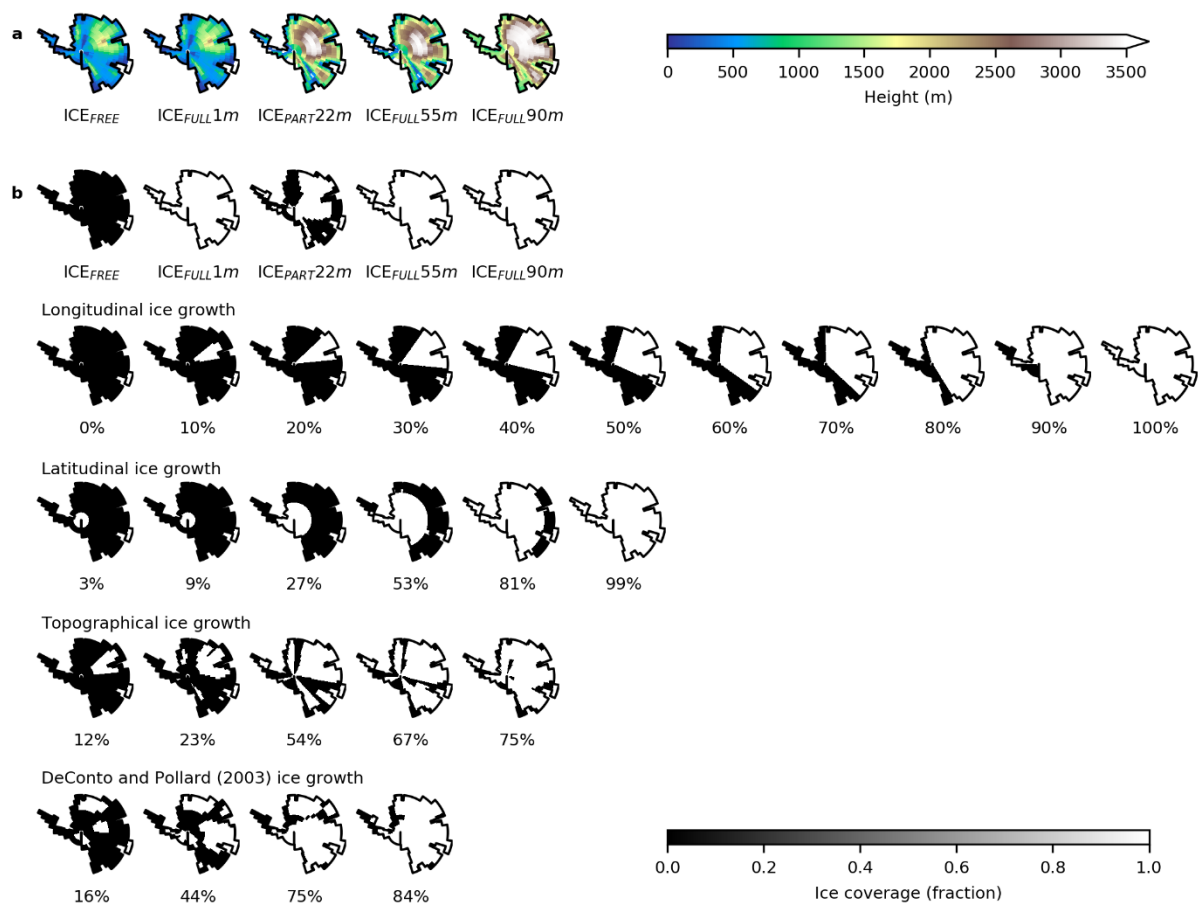 a
0 500 1000 1500 2000 2500 3000 3500
Height (m)
ICEFREE ICEFULL1m ICEPART22m ICEFULL55m ICEFULL90m
b
ICEFREE ICEFULL1m ICEPART22m ICEFULL55m ICEFULL90m
Longitudinal ice growth
0% 10% 20% 30% 40% 50% 60% 70% 80% 90% 100%
Latitudinal ice growth
3% 9% 27% 53% 81% 99%
Topographical ice growth
12% 23% 54% 67% 75%
DeConto and Pollard (2003) ice growth
16% 44% 75% 84%
0.0 0.2 0.4 0.6 0.8 1.0
Ice coverage (fraction)